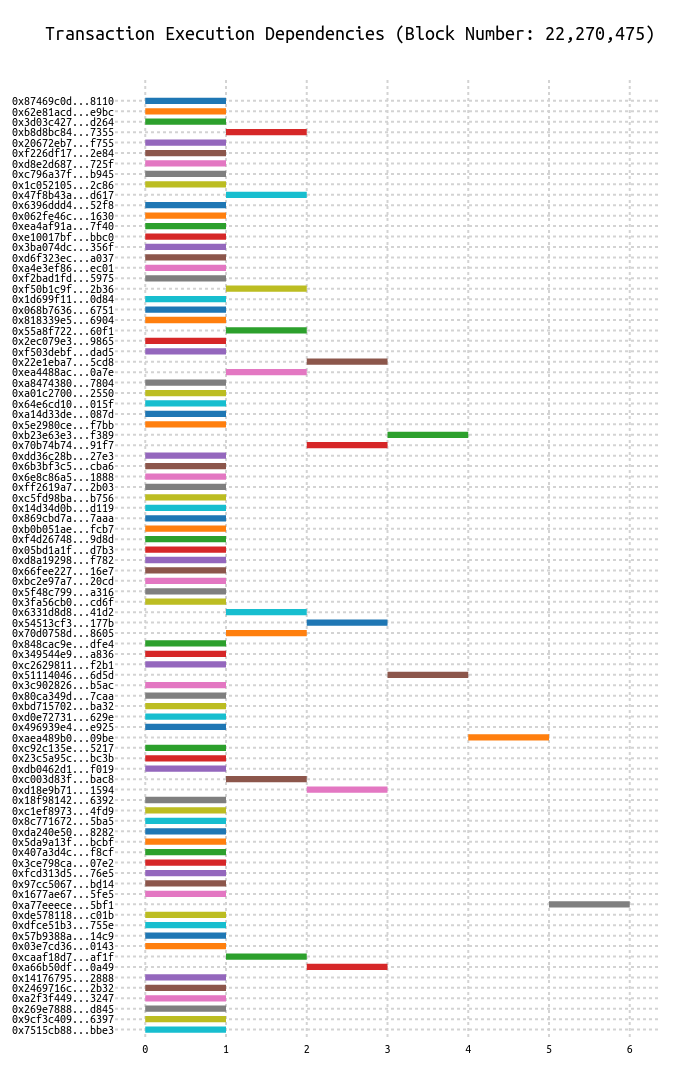 Transaction Execution Dependencies (Block Number: 22,270,475)
0x87469c0d...8110
0x62e81acd...e9bc
0x3d03c427...d264
0xb8d8bc84...7355
0x20672eb7...f755
0xf226df17...2e84
0xd8e2d687...725f
0xc796a37f...b945
0x1c052105...2c86
0x47f8b43a...d617
0x6396ddd4...52f8
0x062fe46c...1630
0xea4af91a...7f40
0xe10017bf...bbc0
0x3ba074dc...356f
0xd6f323ec...a037
0xa4e3ef86...ec01
0xf2bad1fd...5975
0xf50b1c9f...2b36
0x1d699f11...0d84
0x068b7636...6751
0x818339e5...6904
0x55a8f722...60f1
0x2ec079e3...9865
0xf503debf...dad5
0x22e1eba7...5cd8
0xea4488ac...0a7e
0xa8474380...7804
0xa01c2700...2550
0x64e6cd10...015f
0xa14d33de...087d
0x5e2980ce...f7bb
0xb23e63e3...f389
0x70b74b74...91f7
0xdd36c28b...27e3
0x6b3bf3c5...cba6
0x6e8c86a5...1888
0xff2619a7...2b03
0xc5fd98ba...b756
0x14d34d0b...d119
0x869cbd7a...7aaa
0xb0b051ae...fcb7
0xf4d26748...9d8d
0x05bd1a1f...d7b3
0xd8a19298...f782
0x66fee227...16e7
0xbc2e97a7...20cd
0x5f48c799...a316
0x3fa56cb0...cd6f
0x6331d8d8...41d2
0x54513cf3...177b
0x70d0758d...8605
0x848cac9e...dfe4
0x349544e9...a836
0xc2629811...f2b1
0x51114046...6d5d
0x3c902826...b5ac
0x80ca349d...7caa
0xbd715702...ba32
0xd0e72731...629e
0x496939e4...e925
0xaea489b0...09be
0xc92c135e...5217
0x23c5a95c...bc3b
0xdb0462d1...f019
0xc003d83f...bac8
0xd18e9b71...1594
0x18f98142...6392
0xc1ef8973...4fd9
0x8c771672...5ba5
0xda240e50...8282
0x5da9a13f...bcbf
0x407a3d4c...f8cf
0x3ce798ca...07e2
0xfcd313d5...76e5
0x97cc5067...bd14
0x1677ae67...5fe5
0xa77eeece...5bf1
0xde578118...c01b
0xdfce51b3...755e
0x57b9388a...14c9
0x03e7cd36...0143
0xcaaf18d7...af1f
0xa66b50df...0a49
0x14176795...2888
0x2469716c...2b32
0xa2f3f449...3247
0x269e7888...d845
0x9cf3c409...6397
0x7515cb88...bbe3
0 1 2 3 4 5 6